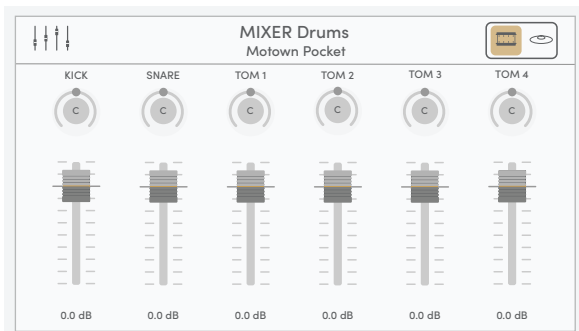 MIXER Drums
Motown Pocket
KICK SNARE TOM 1 TOM 2 TOM 3 TOM 4
C C C C C C
0.0 dB 0.0 dB 0.0 dB 0.0 dB 0.0 dB 0.0 dB